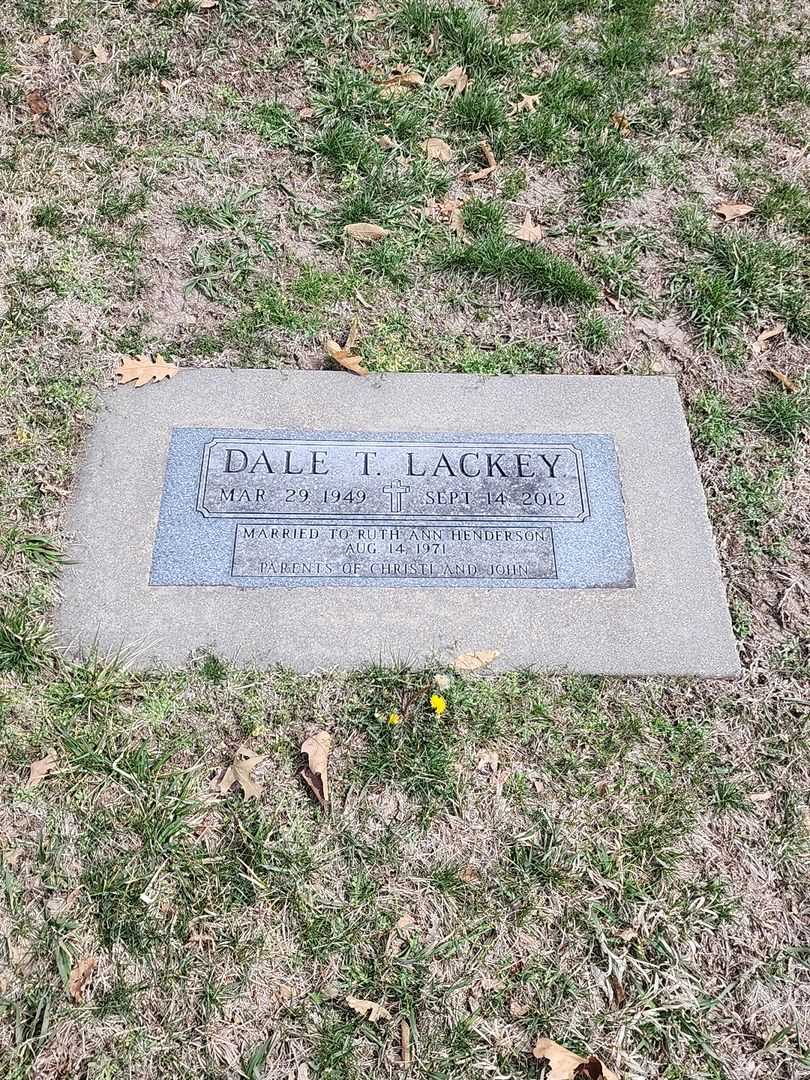 DALE T. LACKEY
MAR. 29, 1949 SEPT. 14, 2012
MARRIED TO RUTH ANN HENDERSON
AUG. 14, 1971
PARENTS OF CHRISTI AND JOHN